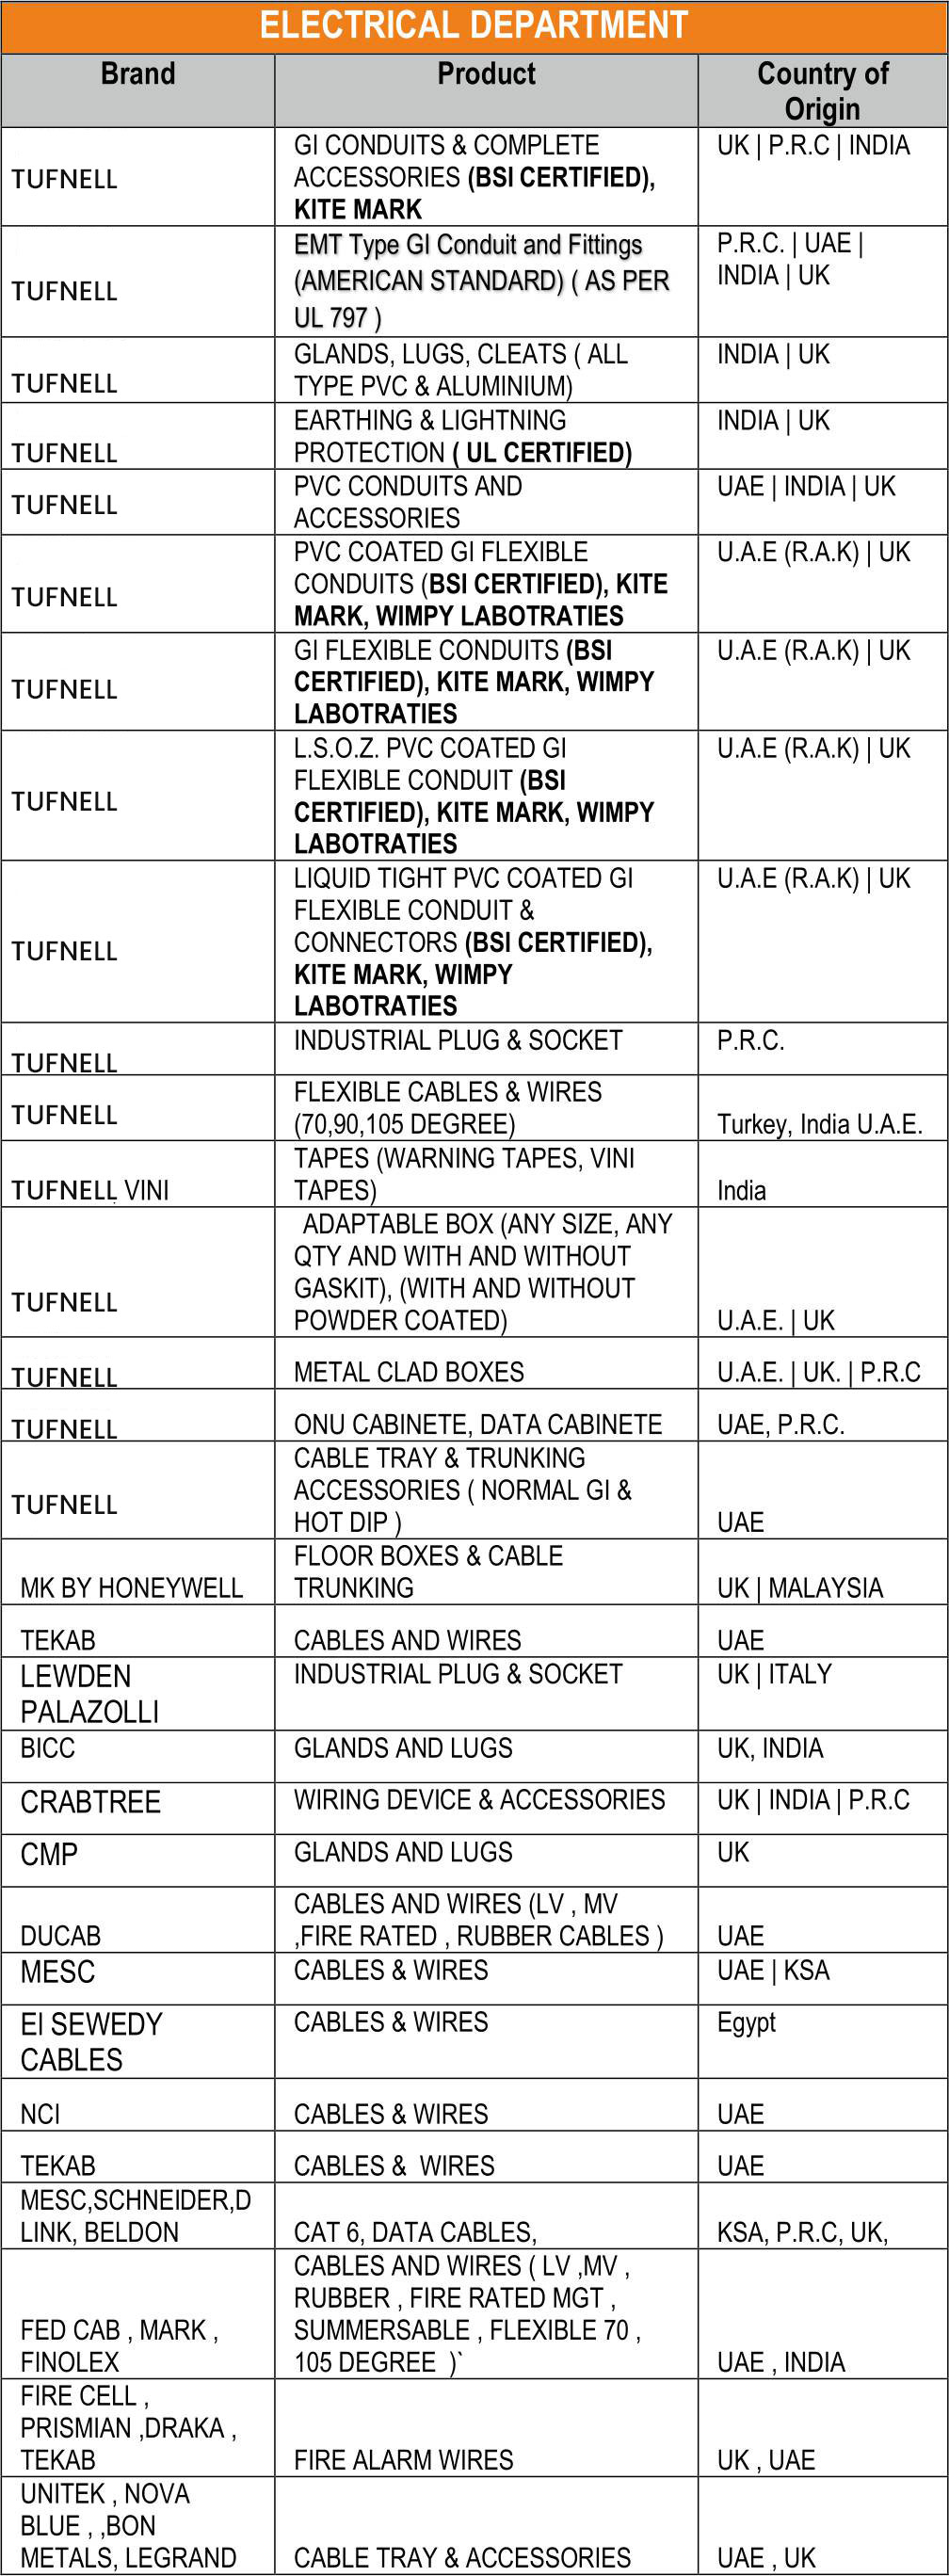 ELECTRICAL DEPARTMENT
Brand
Product
Country of
Origin
TUFNELL
GI CONDUITS & COMPLETE
ACCESSORIES (BSI CERTIFIED),
KITE MARK
UK | P.R.C | INDIA
TUFNELL
EMT Type GI Conduit and Fittings
(AMERICAN STANDARD) ( AS PER
UL 797 )
P.R.C. | UAE |
INDIA | UK
TUFNELL
GLANDS, LUGS, CLEATS ( ALL
TYPE PVC & ALUMINIUM)
INDIA | UK
TUFNELL
EARTHING & LIGHTNING
PROTECTION ( UL CERTIFIED)
INDIA | UK
TUFNELL
PVC CONDUITS AND
ACCESSORIES
UAE | INDIA | UK
TUFNELL
PVC COATED GI FLEXIBLE
CONDUITS (BSI CERTIFIED), KITE
MARK, WIMPY LABOTRATIES
U.A.E (R.A.K) | UK
TUFNELL
GI FLEXIBLE CONDUITS (BSI
CERTIFIED), KITE MARK, WIMPY
LABOTRATIES
U.A.E (R.A.K) | UK
TUFNELL
L.S.O.Z. PVC COATED GI
FLEXIBLE CONDUIT (BSI
CERTIFIED), KITE MARK, WIMPY
LABOTRATIES
U.A.E (R.A.K) | UK
TUFNELL
LIQUID TIGHT PVC COATED GI
FLEXIBLE CONDUIT &
CONNECTORS (BSI CERTIFIED),
KITE MARK, WIMPY
LABOTRATIES
U.A.E (R.A.K) | UK
TUFNELL
INDUSTRIAL PLUG & SOCKET
P.R.C.
TUFNELL
FLEXIBLE CABLES & WIRES
(70,90,105 DEGREE)
Turkey, India U.A.E.
TUFNELL, VINI
TAPES (WARNING TAPES, VINI
TAPES)
India
TUFNELL
ADAPTABLE BOX (ANY SIZE, ANY
QTY AND WITH AND WITHOUT
GASKIT), (WITH AND WITHOUT
POWDER COATED)
U.A.E. | UK
TUFNELL
METAL CLAD BOXES
U.A.E. | UK. | P.R.C
TUFNELL
ONU CABINETE, DATA CABINETE
UAE, P.R.C.
TUFNELL
CABLE TRAY & TRUNKING
ACCESSORIES ( NORMAL GI &
HOT DIP )
UAE
MK BY HONEYWELL
FLOOR BOXES & CABLE
TRUNKING
UK | MALAYSIA
TEKAB
CABLES AND WIRES
UAE
LEWDEN
PALAZOLLI
INDUSTRIAL PLUG & SOCKET
UK | ITALY
BICC
GLANDS AND LUGS
UK, INDIA
CRABTREE
WIRING DEVICE & ACCESSORIES
UK | INDIA | P.R.C
CMP
GLANDS AND LUGS
UK
DUCAB
CABLES AND WIRES (LV , MV
,FIRE RATED , RUBBER CABLES )
UAE
MESC
CABLES & WIRES
UAE | KSA
EI SEWEDY
CABLES
CABLES & WIRES
Egypt
NCI
CABLES & WIRES
UAE
TEKAB
CABLES &  WIRES
UAE
MESC,SCHNEIDER,D
LINK, BELDON
CAT 6, DATA CABLES,
KSA, P.R.C, UK,
FED CAB , MARK ,
FINOLEX
CABLES AND WIRES ( LV ,MV ,
RUBBER , FIRE RATED MGT ,
SUMMERSABLE , FLEXIBLE 70 ,
105 DEGREE  )`
UAE , INDIA
FIRE CELL ,
PRISMIAN ,DRAKA ,
TEKAB
FIRE ALARM WIRES
UK , UAE
UNITEK , NOVA
BLUE , ,BON
METALS, LEGRAND
CABLE TRAY & ACCESSORIES
UAE , UK